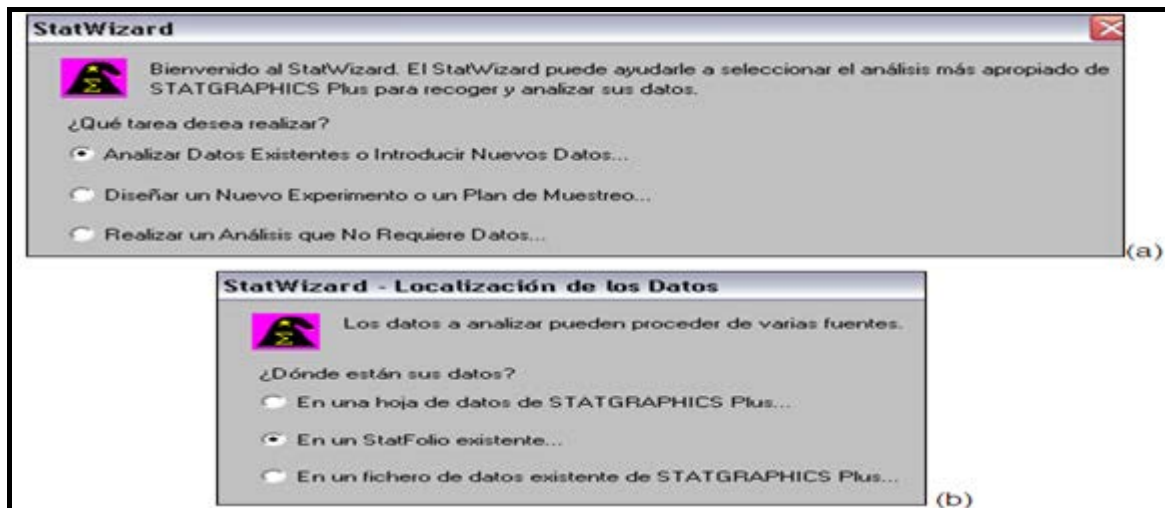 StatWizard
Bienvenido al StatWizard. El StatWizard puede ayudarle a seleccionar el análisis más apropiado de
STATGRAPHICS Plus para recoger y analizar sus datos.
¿Qué tarea desea realizar?
Analizar Datos Existentes o Introducir Nuevos Datos...
Diseñar un Nuevo Experimento o un Plan de Muestreo...
Realizar un Análisis que No Requiere Datos...
(a)
StatWizard - Localización de los Datos
Los datos a analizar pueden proceder de varias fuentes.
¿Dónde están sus datos?
En una hoja de datos de STATGRAPHICS Plus...
En un StatFolio existente...
En un fichero de datos existente de STATGRAPHICS Plus...
(b)